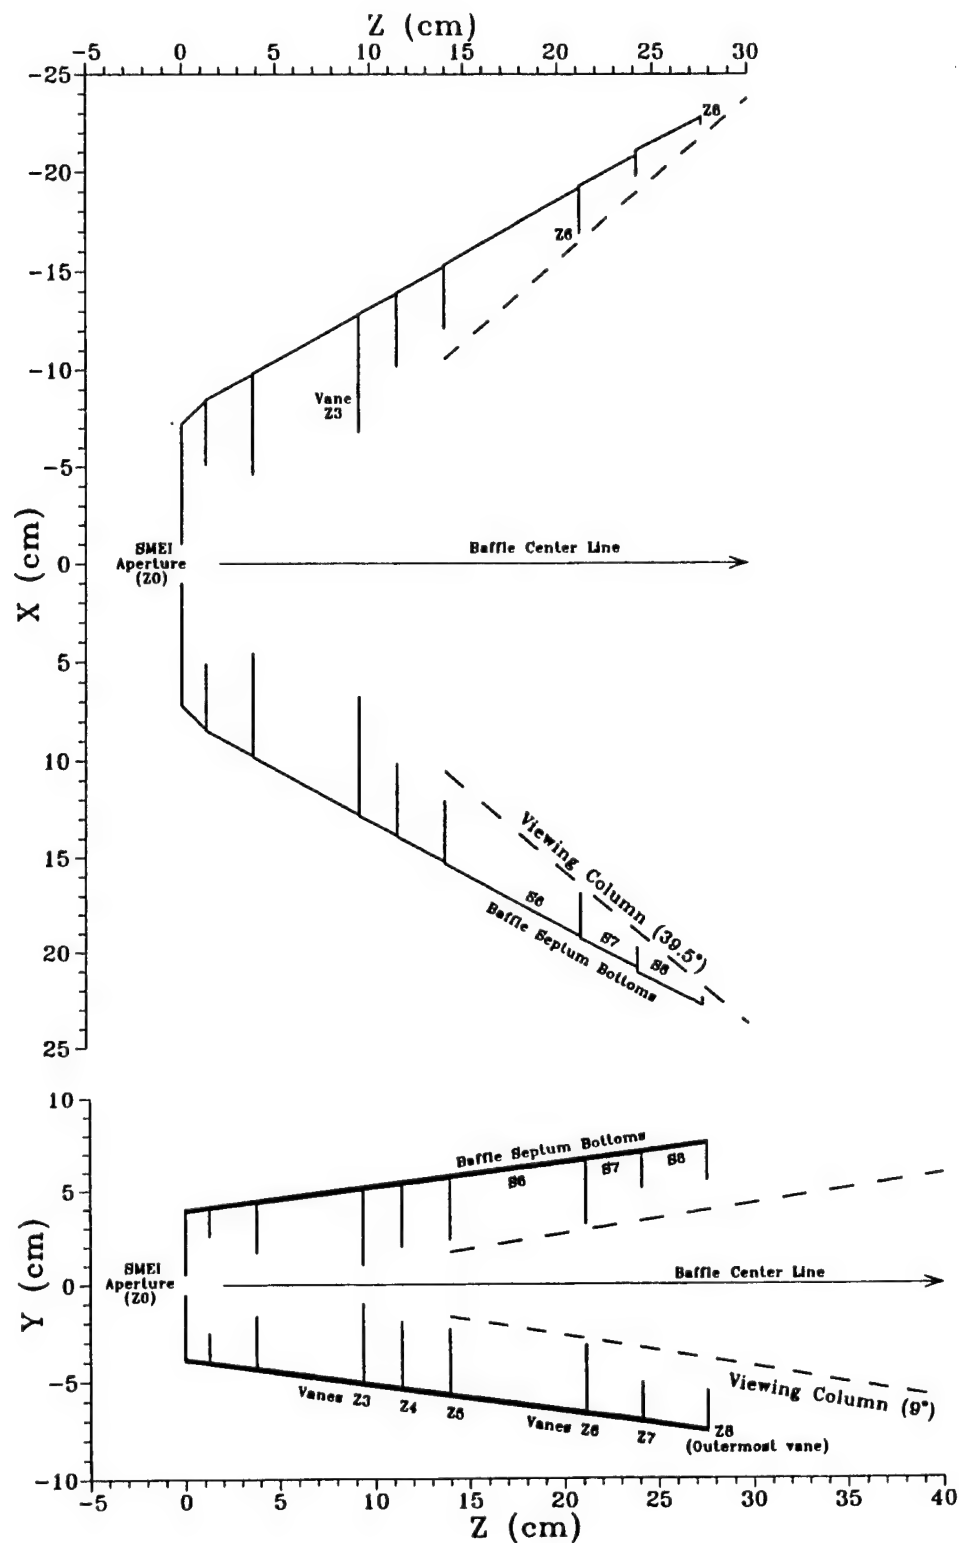 Z (cm)
-5 0 5 10 15 20 25 30
-25
Z8
-20
Z6
-15
-10
Vane
Z3
-5
SMEI
Aperture
(Z0)
Baffle Center Line
0
X (cm)
5
10
Viewing Column (39.5°)
15
S6
S7
S8
Baffle Septum Bottoms
20
25
10
Baffle Septum Bottoms
S6
S7
S8
5
SMEI
Aperture
(Z0)
Baffle Center Line
0
Y (cm)
-5
Viewing Column (9°)
Vanes Z3
Z4
Z5
Vanes Z6
Z7
Z8
(Outermost vane)
-10
-5 0 5 10 15 20 25 30 35 40
Z (cm)